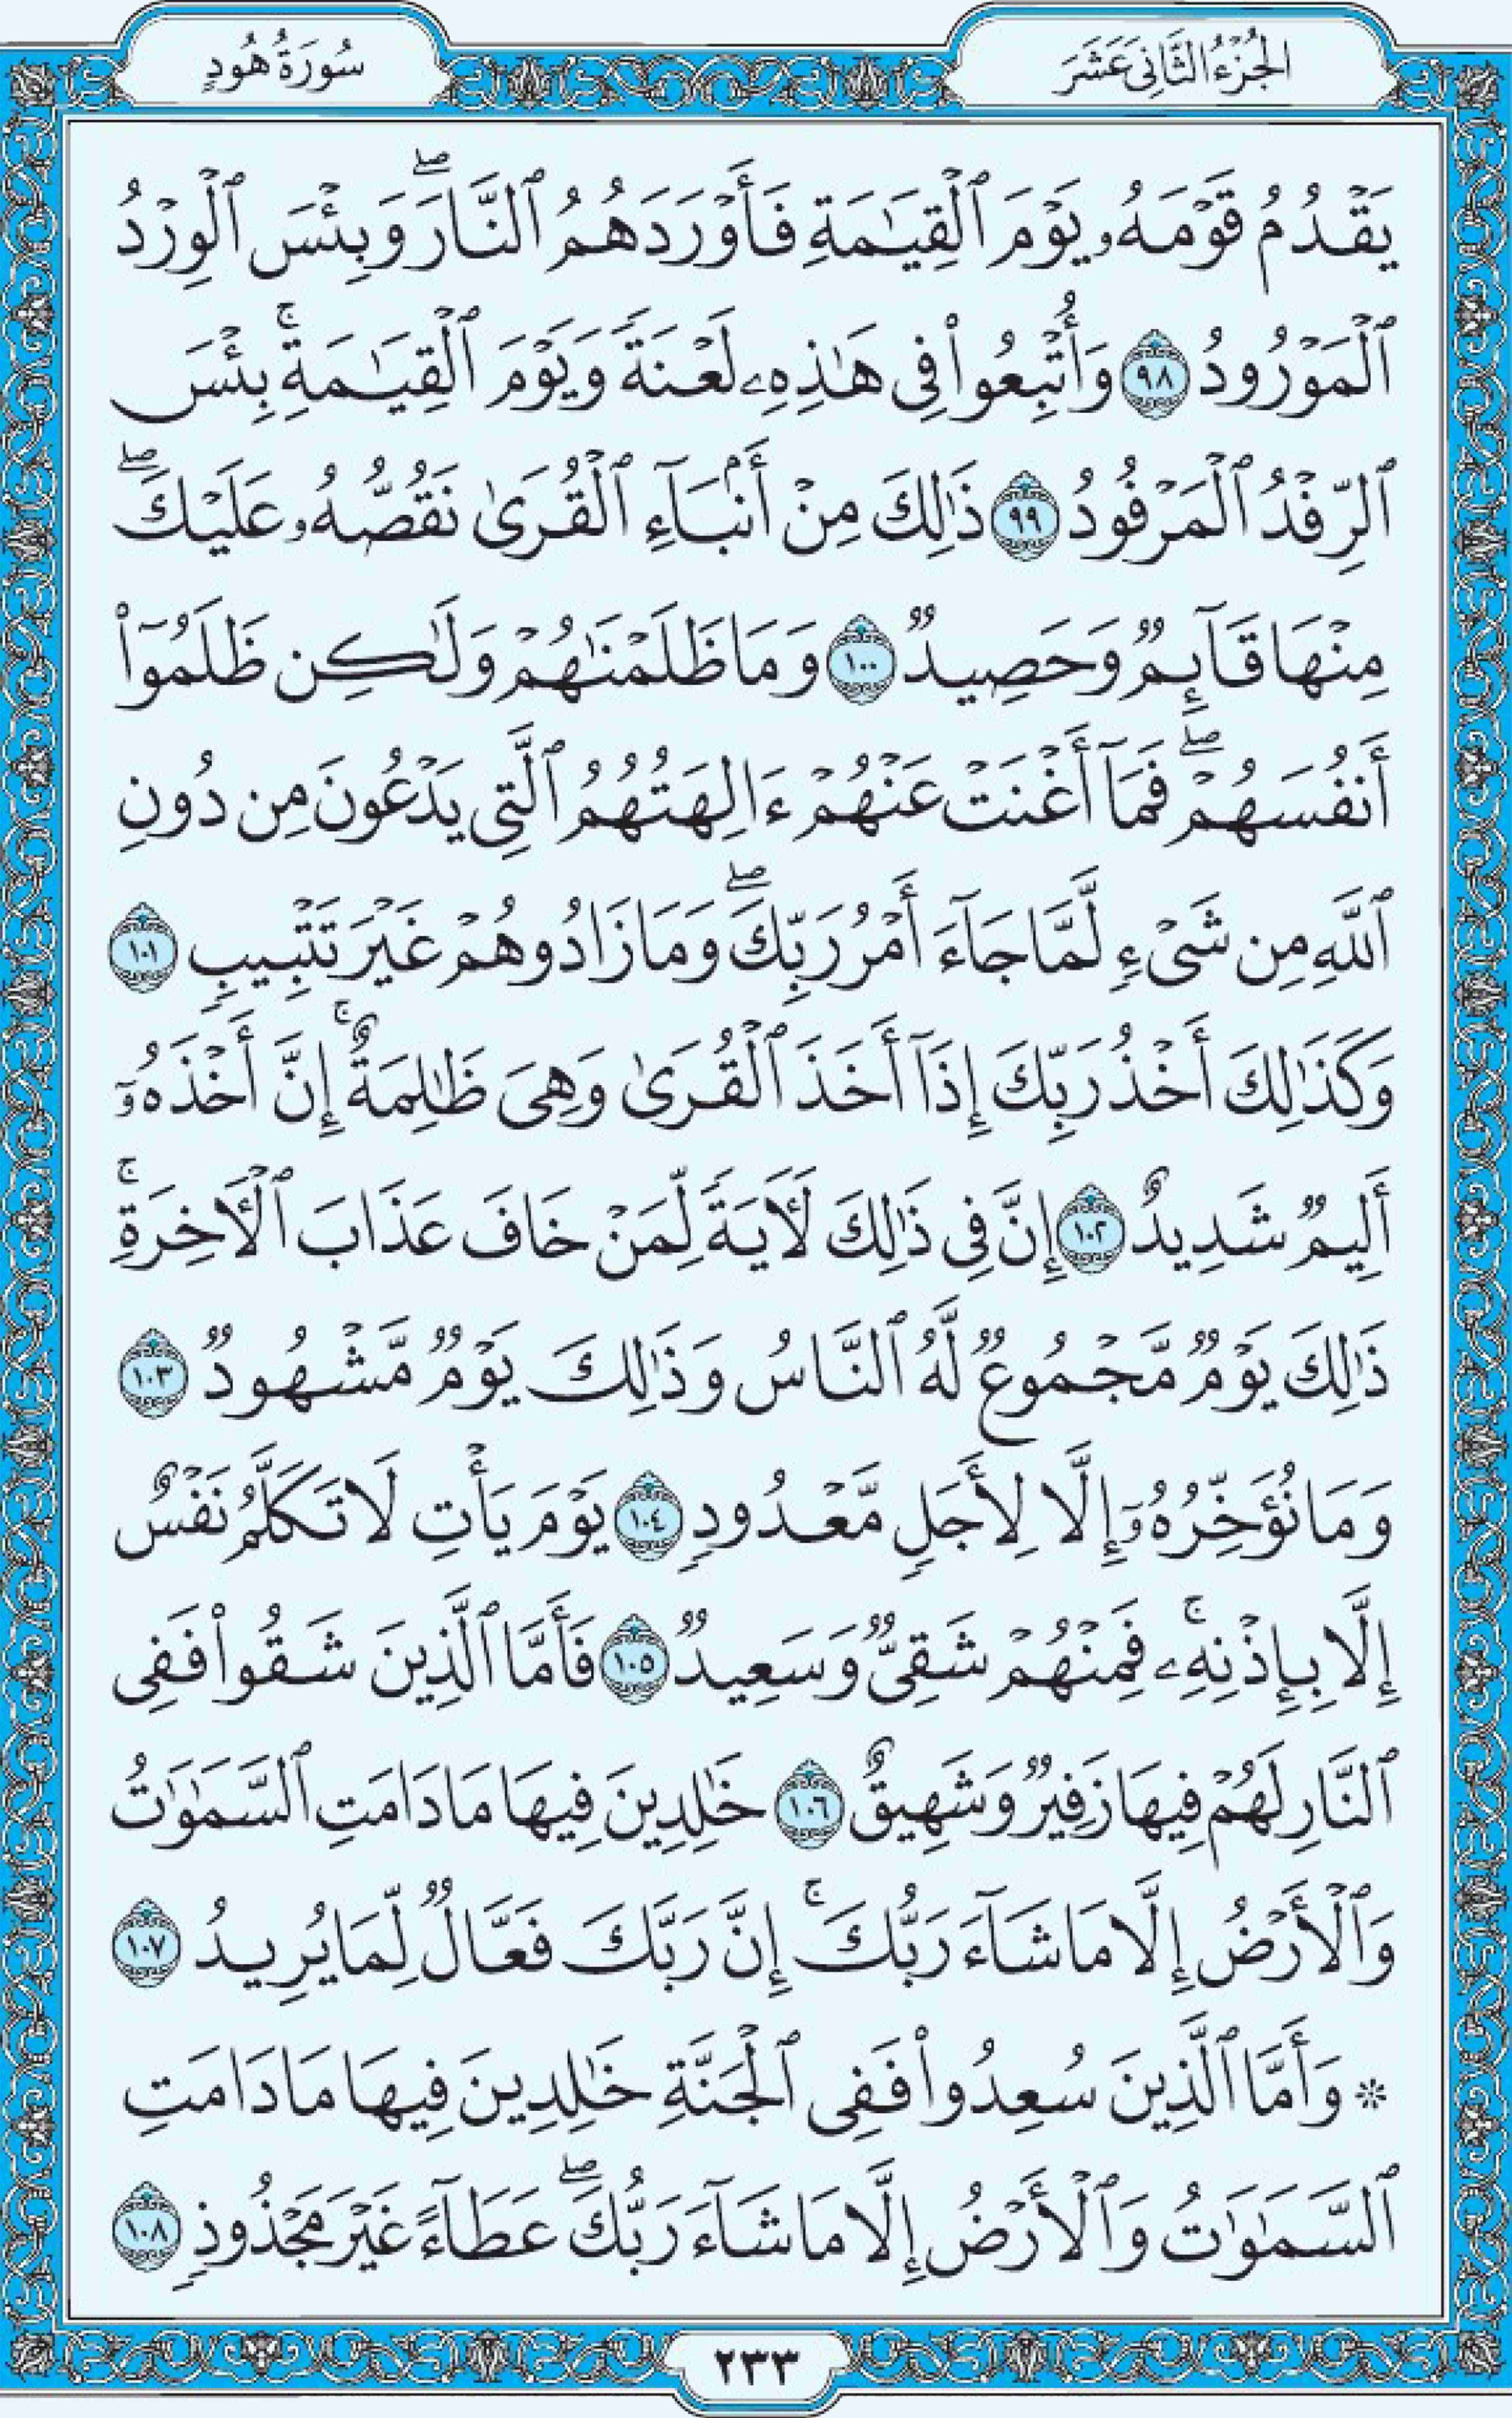 الجُزْءُ الثَّانِي عَشَرَ
سُورَةُ هُودٍ
يَقْدُمُ قَوْمَهُۥ يَوْمَ ٱلْقِيَـٰمَةِ فَأَوْرَدَهُمُ ٱلنَّارَ ۖ وَبِئْسَ ٱلْوِرْدُ
ٱلْمَوْرُودُ ٩٨ وَأُتْبِعُوا۟ فِى هَـٰذِهِۦ لَعْنَةً وَيَوْمَ ٱلْقِيَـٰمَةِ ۚ بِئْسَ
ٱلرِّفْدُ ٱلْمَرْفُودُ ٩٩ ذَٰلِكَ مِنْ أَنۢبَآءِ ٱلْقُرَىٰ نَقُصُّهُۥ عَلَيْكَ ۖ
مِنْهَا قَآئِمٌ وَحَصِيدٌ ١٠٠ وَمَا ظَلَمْنَـٰهُمْ وَلَـٰكِن ظَلَمُوٓا۟
أَنفُسَهُمْ ۖ فَمَآ أَغْنَتْ عَنْهُمْ ءَالِهَتُهُمُ ٱلَّتِى يَدْعُونَ مِن دُونِ
ٱللَّهِ مِن شَىْءٍ لَّمَّا جَآءَ أَمْرُ رَبِّكَ ۖ وَمَا زَادُوهُمْ غَيْرَ تَتْبِيبٍ ١٠١
وَكَذَٰلِكَ أَخْذُ رَبِّكَ إِذَآ أَخَذَ ٱلْقُرَىٰ وَهِىَ ظَـٰلِمَةٌ ۚ إِنَّ أَخْذَهُۥٓ
أَلِيمٌ شَدِيدٌ ١٠٢ إِنَّ فِى ذَٰلِكَ لَـَٔايَةً لِّمَنْ خَافَ عَذَابَ ٱلْـَٔاخِرَةِ ۚ
ذَٰلِكَ يَوْمٌ مَّجْمُوعٌ لَّهُ ٱلنَّاسُ وَذَٰلِكَ يَوْمٌ مَّشْهُودٌ ١٠٣
وَمَا نُؤَخِّرُهُۥٓ إِلَّا لِأَجَلٍ مَّعْدُودٍ ١٠٤ يَوْمَ يَأْتِ لَا تَكَلَّمُ نَفْسٌ
إِلَّا بِإِذْنِهِۦ ۚ فَمِنْهُمْ شَقِىٌّ وَسَعِيدٌ ١٠٥ فَأَمَّا ٱلَّذِينَ شَقُوا۟ فَفِى
ٱلنَّارِ لَهُمْ فِيهَا زَفِيرٌ وَشَهِيقٌ ١٠٦ خَـٰلِدِينَ فِيهَا مَا دَامَتِ ٱلسَّمَـٰوَٰتُ
وَٱلْأَرْضُ إِلَّا مَا شَآءَ رَبُّكَ ۚ إِنَّ رَبَّكَ فَعَّالٌ لِّمَا يُرِيدُ ١٠٧
۞ وَأَمَّا ٱلَّذِينَ سُعِدُوا۟ فَفِى ٱلْجَنَّةِ خَـٰلِدِينَ فِيهَا مَا دَامَتِ
ٱلسَّمَـٰوَٰتُ وَٱلْأَرْضُ إِلَّا مَا شَآءَ رَبُّكَ ۖ عَطَآءً غَيْرَ مَجْذُوذٍ ١٠٨
٢٣٣